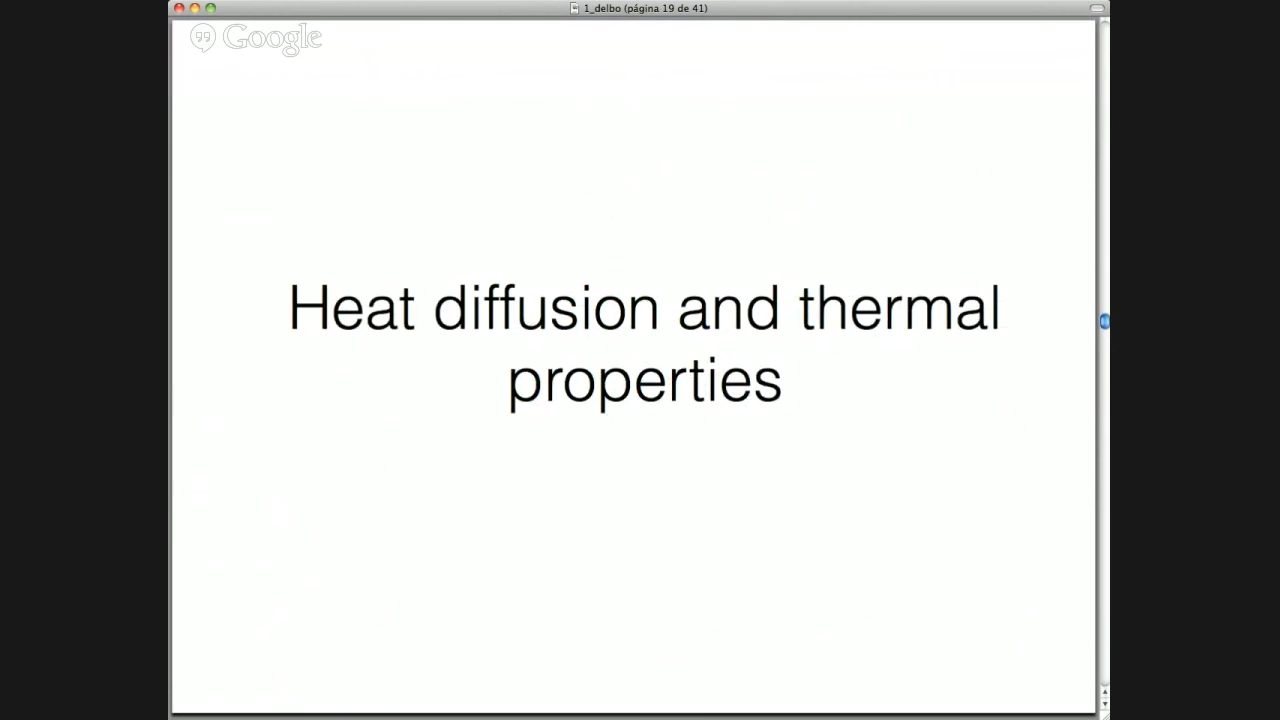 1_delbo (página 19 de 41)
Google
Heat diffusion and thermal
properties